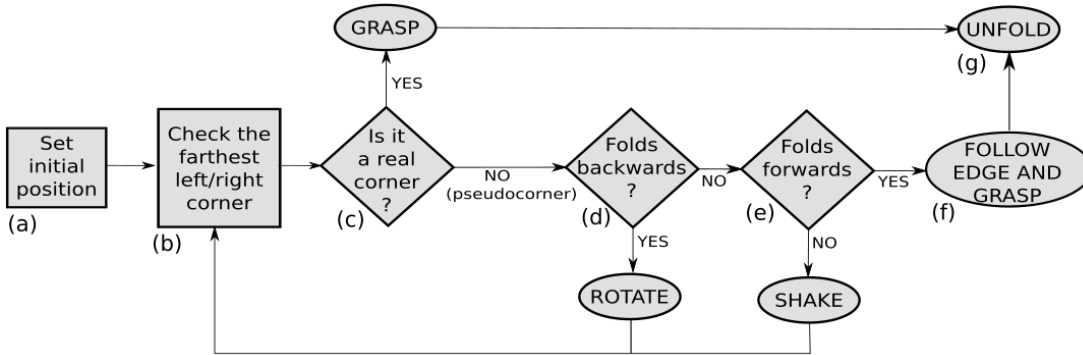 Set
initial
position
(a)
Check the
farthest
left/right
corner
(b)
GRASP
YES
Is it
a real
corner
?
(c)
NO
(pseudocorner)
Folds
backwards
?
(d)
YES
ROTATE
NO
Folds
forwards
?
(e)
NO
SHAKE
YES
FOLLOW
EDGE AND
GRASP
(f)
UNFOLD
(g)